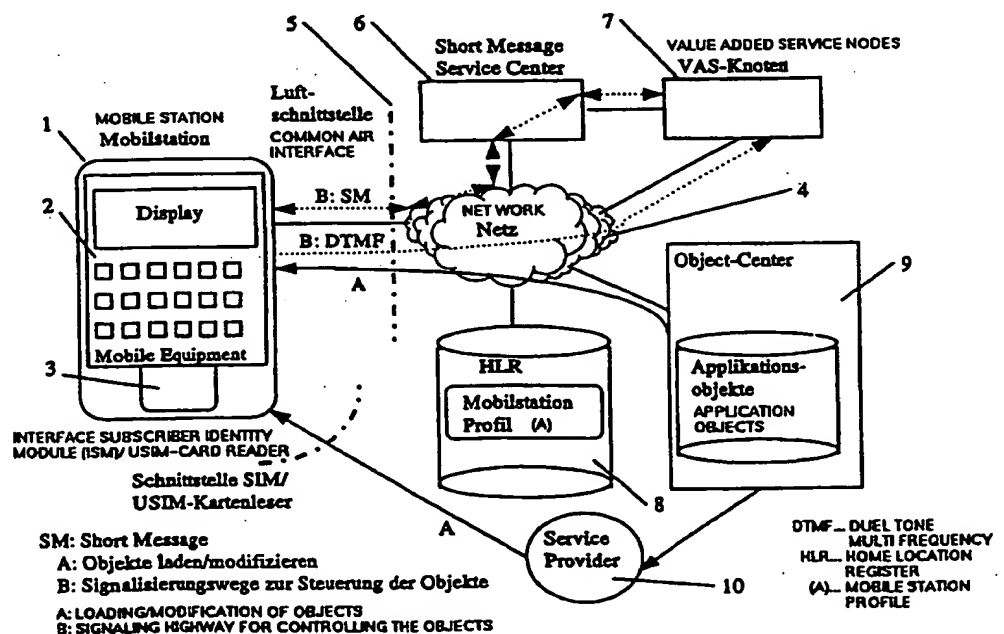 5
6
7
Short Message
Service Center
VALUE ADDED SERVICE NODES
VAS-Knoten
Luft-
schnittstelle
COMMON AIR
INTERFACE
1
MOBILE STATION
Mobilstation
2
Display
B: SM
B: DTMF
A
NET WORK
Netz
4
Object-Center
9
Mobile Equipment
3
HLR
Mobilstation
Profil (A)
Applikations-
objekte
APPLICATION
OBJECTS
INTERFACE SUBSCRIBER IDENTITY
MODULE (ISM)/ USIM-CARD READER
Schnittstelle SIM/
USIM-Kartenleser
8
A
Service
Provider
10
SM: Short Message
A: Objekte laden/modifizieren
B: Signalisierungswege zur Steuerung der Objekte
A: LOADING/MODIFICATION OF OBJECTS
B: SIGNALING HIGHWAY FOR CONTROLLING THE OBJECTS
DTMF... DUEL TONE
MULTI FREQUENCY
HLR... HOME LOCATION
REGISTER
(A)... MOBILE STATION
PROFILE